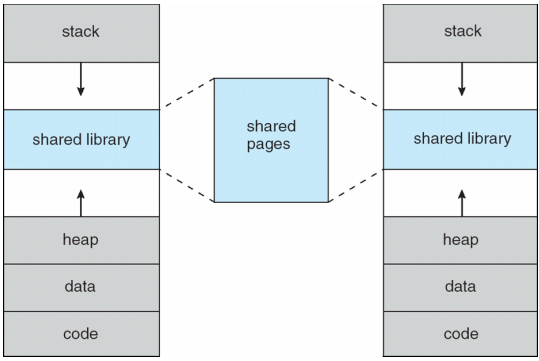 stack
shared library
heap
data
code
shared
pages
stack
shared library
heap
data
code